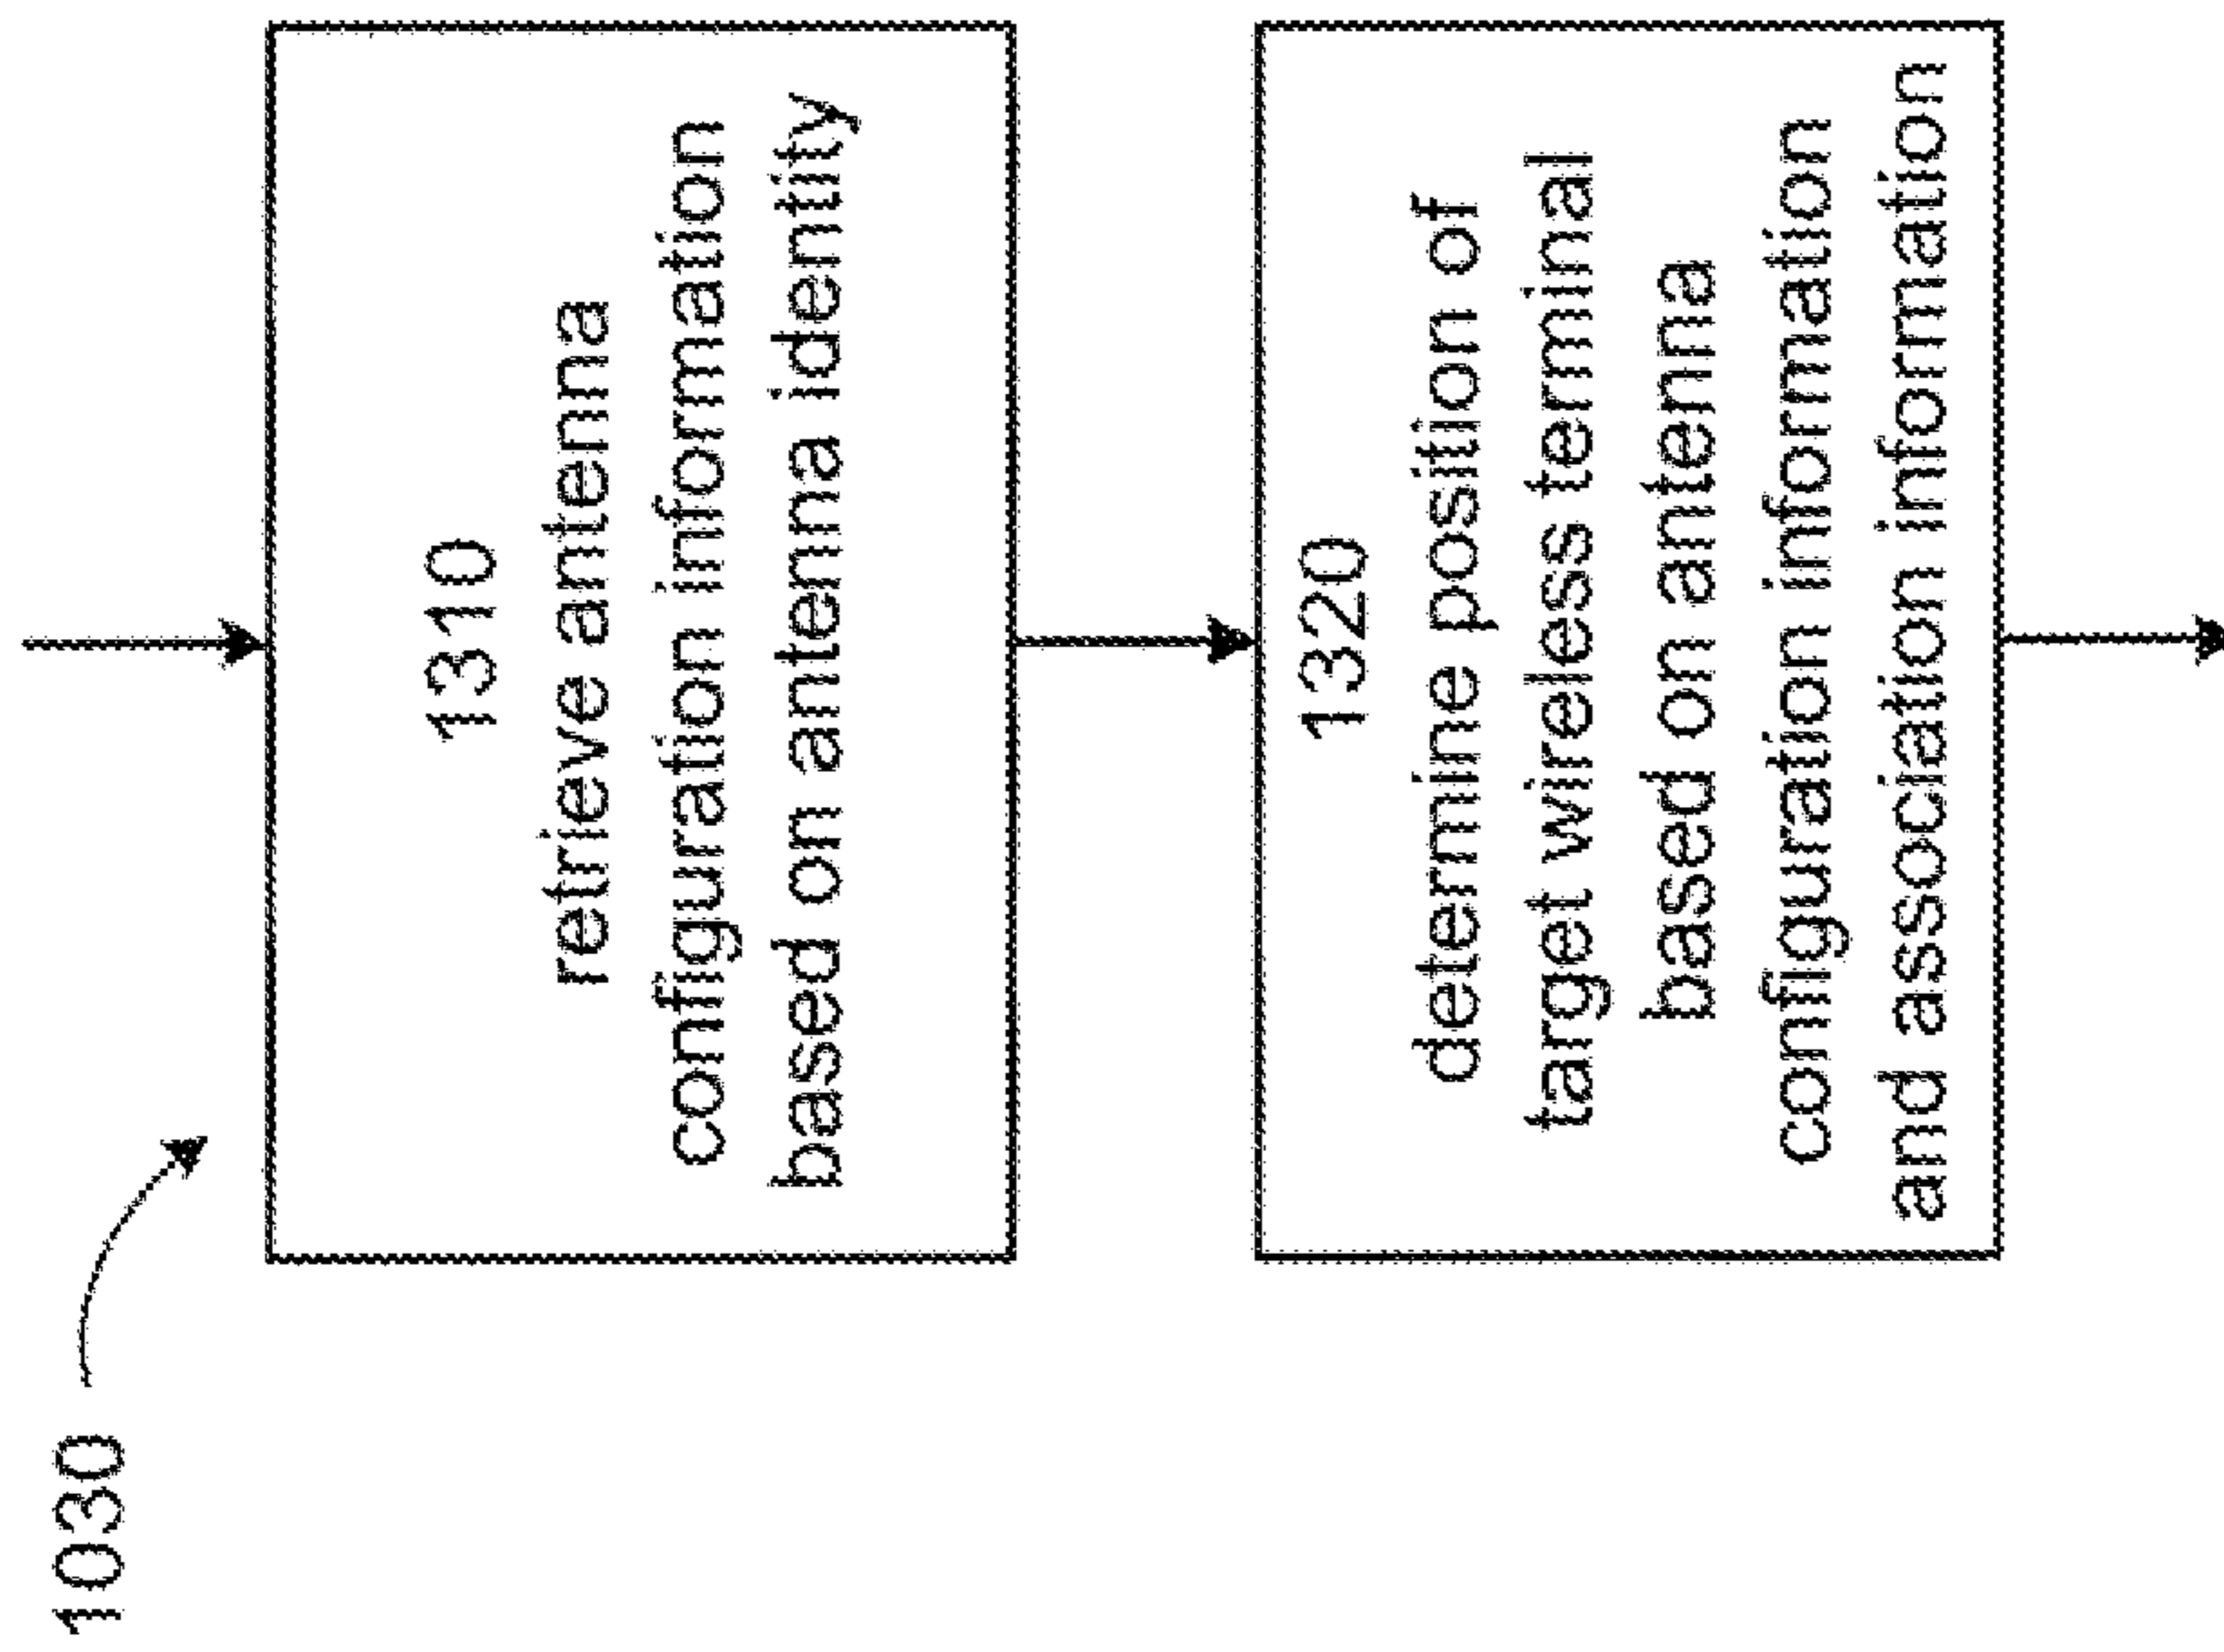 1030
1310
retrieve antenna
configuration information
based on antenna identity
1320
determine position of
target wireless terminal
based on antenna
configuration information
and association information